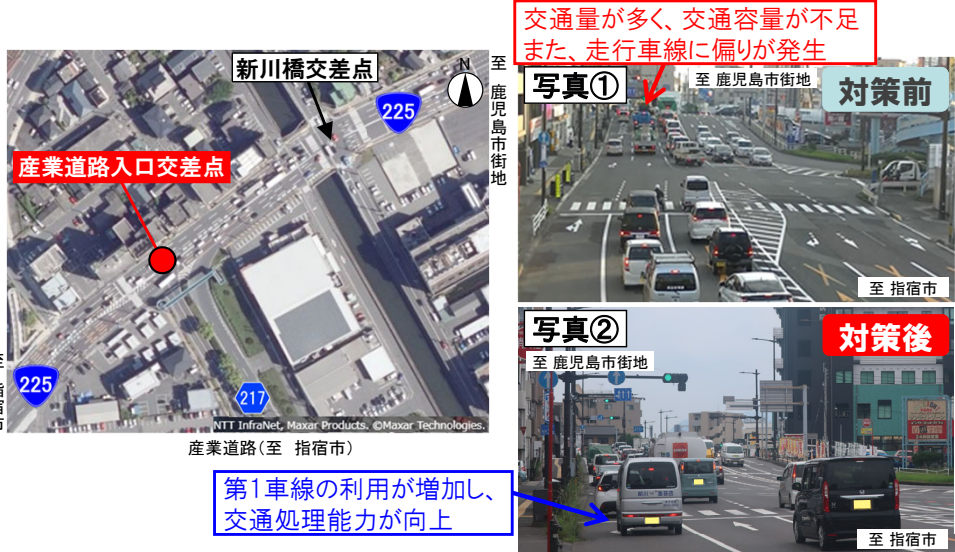 交通量が多く、交通容量が不足
また、走行車線に偏りが発生
新川橋交差点
N
至 鹿児島市街地
225
産業道路入口交差点
225
217
NTT InfraNet, Maxar Products. ©Maxar Technologies.
産業道路(至 指宿市)
至 指宿市
写真①
至 鹿児島市街地
対策前
至 指宿市
写真②
至 鹿児島市街地
対策後
至 指宿市
第1車線の利用が増加し、
交通処理能力が向上